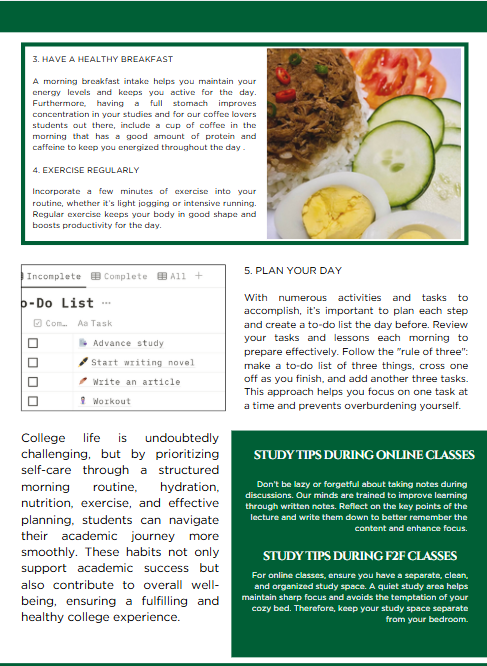 3. HAVE A HEALTHY BREAKFAST
A morning breakfast intake helps you maintain your
energy levels and keeps you active for the day.
Furthermore, having a full stomach improves
concentration in your studies and for our coffee lovers
students out there, include a cup of coffee in the
morning that has a good amount of protein and
caffeine to keep you energized throughout the day .
4. EXERCISE REGULARLY
Incorporate a few minutes of exercise into your
routine, whether it's light jogging or intensive running.
Regular exercise keeps your body in good shape and
boosts productivity for the day.
Incomplete Complete All +
o-Do List ···
Com... Aa Task
Advance study
Start writing novel
Write an article
Workout
5. PLAN YOUR DAY
With numerous activities and tasks to
accomplish, it's important to plan each step
and create a to-do list the day before. Review
your tasks and lessons each morning to
prepare effectively. Follow the "rule of three":
make a to-do list of three things, cross one
off as you finish, and add another three tasks.
This approach helps you focus on one task at
a time and prevents overburdening yourself.
College life is undoubtedly
challenging, but by prioritizing
self-care through a structured
morning routine, hydration,
nutrition, exercise, and effective
planning, students can navigate
their academic journey more
smoothly. These habits not only
support academic success but
also contribute to overall well-
being, ensuring a fulfilling and
healthy college experience.
STUDY TIPS DURING ONLINE CLASSES
Don't be lazy or forgetful about taking notes during
discussions. Our minds are trained to improve learning
through written notes. Reflect on the key points of the
lecture and write them down to better remember the
content and enhance focus.
STUDY TIPS DURING F2F CLASSES
For online classes, ensure you have a separate, clean,
and organized study space. A quiet study area helps
maintain sharp focus and avoids the temptation of your
cozy bed. Therefore, keep your study space separate
from your bedroom.